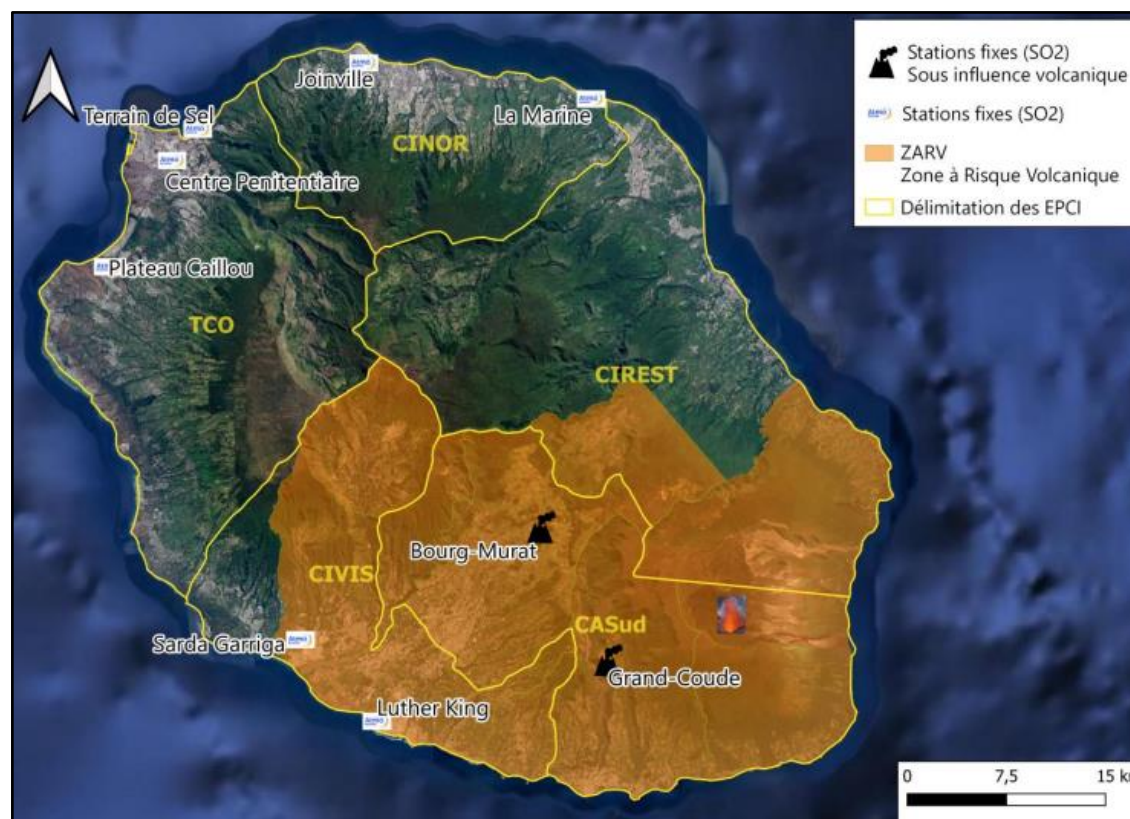 Joinville
Terrain de Sel
La Marine
CINOR
Centre Penitentiaire
Plateau Caillou
TCO
CIREST
Bourg-Murat
CIVIS
CASud
Sarda Garriga
Grand-Coude
Luther King
Stations fixes (SO2)
Sous influence volcanique
Stations fixes (SO2)
ZARV
Zone à Risque Volcanique
Délimitation des EPCI
0 7,5 15 km